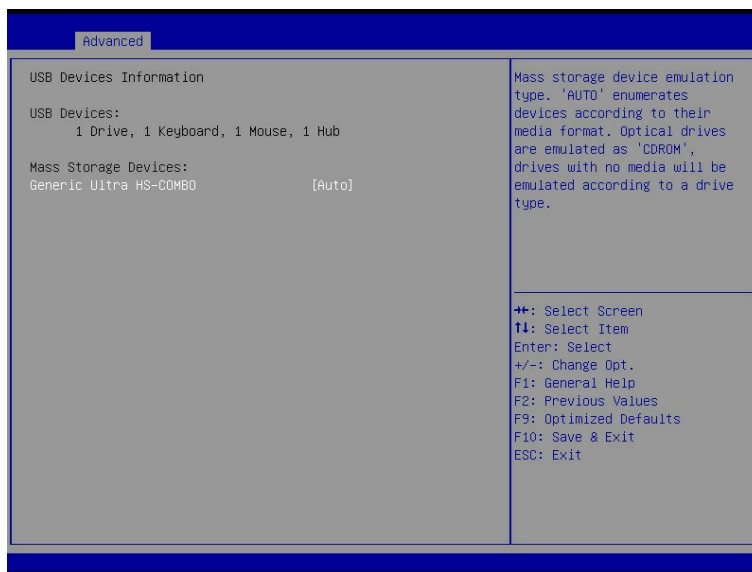 Advanced
USB Devices Information
USB Devices:
1 Drive, 1 Keyboard, 1 Mouse, 1 Hub
Mass Storage Devices:
Generic Ultra HS-COMBO [Auto]
Mass storage device emulation
type. 'AUTO' enumerates
devices according to their
media format. Optical drives
are emulated as 'CDROM',
drives with no media will be
emulated according to a drive
type.
→←: Select Screen
↑↓: Select Item
Enter: Select
+/-: Change Opt.
F1: General Help
F2: Previous Values
F9: Optimized Defaults
F10: Save & Exit
ESC: Exit